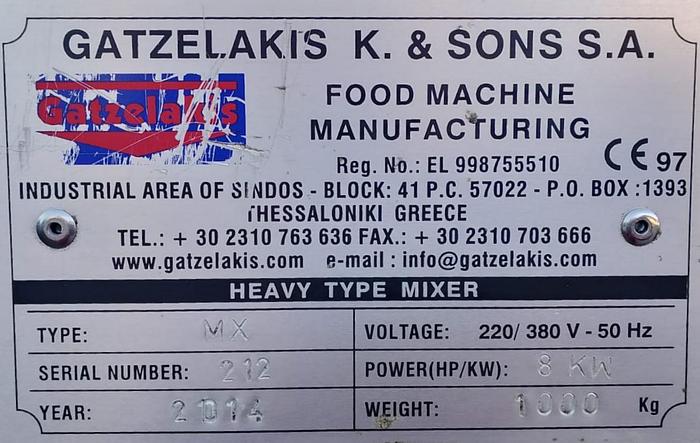 GATZELAKIS K. & SONS S.A.
Gatzelakis
FOOD MACHINE
MANUFACTURING
Reg. No.: EL 998755510
CE 97
INDUSTRIAL AREA OF SINDOS - BLOCK: 41 P.C. 57022 - P.O. BOX :1393
THESSALONIKI GREECE
TEL.: + 30 2310 763 636 FAX.: + 30 2310 703 666
www.gatzelakis.com e-mail : info@gatzelakis.com
HEAVY TYPE MIXER
TYPE: MX
VOLTAGE: 220/ 380 V - 50 Hz
SERIAL NUMBER: 212
POWER(HP/KW): 8 KW
YEAR: 2014
WEIGHT: 1000 Kg